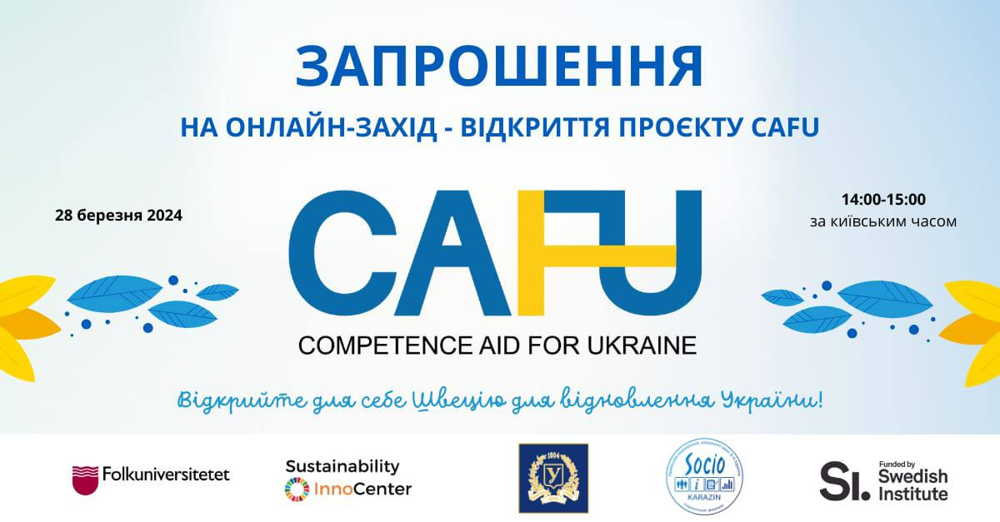 ЗАПРОШЕННЯ
НА ОНЛАЙН-ЗАХІД - ВІДКРИТТЯ ПРОЄКТУ CAFU
28 березня 2024
14:00-15:00
за київським часом
CAFU
COMPETENCE AID FOR UKRAINE
Відкрийте для себе Швецію для відновлення України!
Folkuniversitetet
Sustainability
InnoCenter
1804
У
Socio
i
KARAZIN
Si.
Funded by
Swedish
Institute